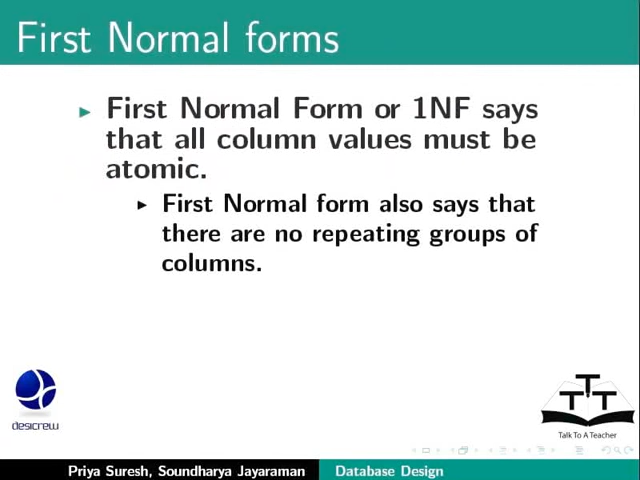 First Normal forms
First Normal Form or 1NF says
that all column values must be
atomic.
First Normal form also says that
there are no repeating groups of
columns.
desicrew
TTT
Talk To A Teacher
Priya Suresh, Soundharya Jayaraman Database Design